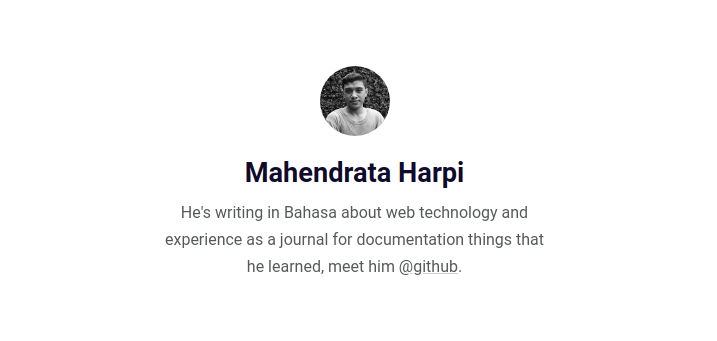 Mahendrata Harpi
He's writing in Bahasa about web technology and
experience as a journal for documentation things that
he learned, meet him @github.